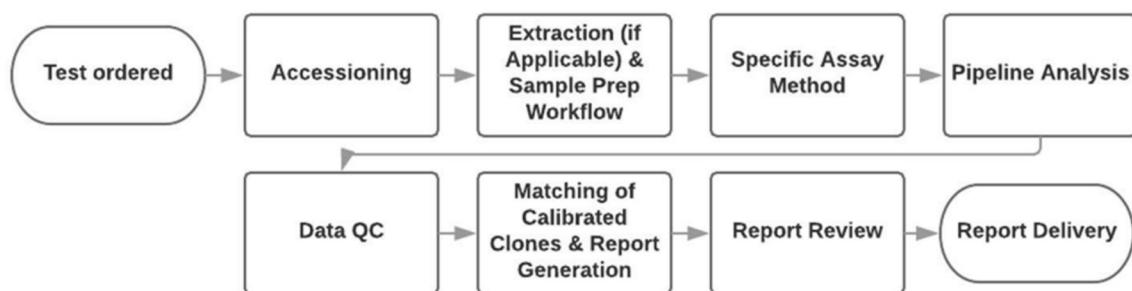 Test ordered
Accessioning
Extraction (if
Applicable) &
Sample Prep
Workflow
Specific Assay
Method
Pipeline Analysis
Data QC
Matching of
Calibrated
Clones & Report
Generation
Report Review
Report Delivery